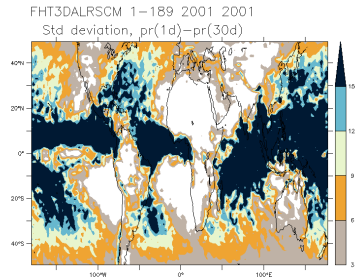 FHT3DALRSCM 1-189 2001 2001
Std deviation, pr(1d)-pr(30d)
40°N
20°N
0°
20°S
40°S
100°W
0°
100°E
15
12
9
6
3